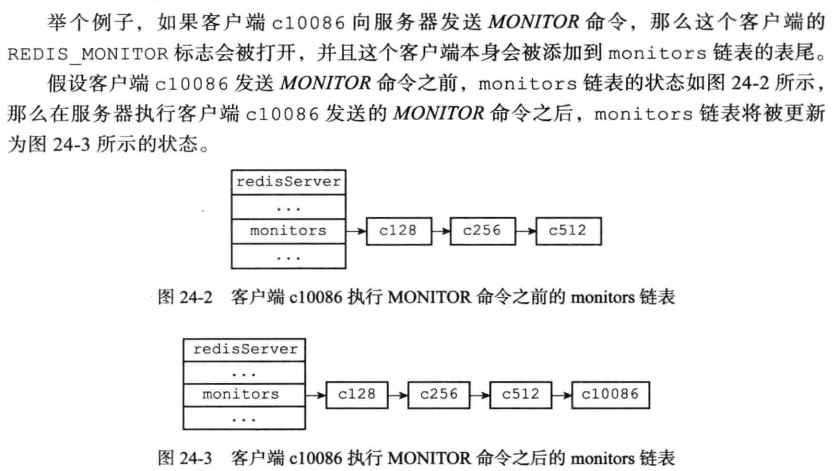 举个例子，如果客户端 c10086 向服务器发送 MONITOR 命令，那么这个客户端的
REDIS_MONITOR 标志会被打开，并且这个客户端本身会被添加到 monitors 链表的表尾。
假设客户端 c10086 发送 MONITOR 命令之前，monitors 链表的状态如图 24-2 所示，
那么在服务器执行客户端 c10086 发送的 MONITOR 命令之后，monitors 链表将被更新
为图 24-3 所示的状态。
redisServer
...
monitors c128 c256 c512
...
图 24-2 客户端 c10086 执行 MONITOR 命令之前的 monitors 链表
redisServer
...
monitors c128 c256 c512 c10086
...
图 24-3 客户端 c10086 执行 MONITOR 命令之后的 monitors 链表